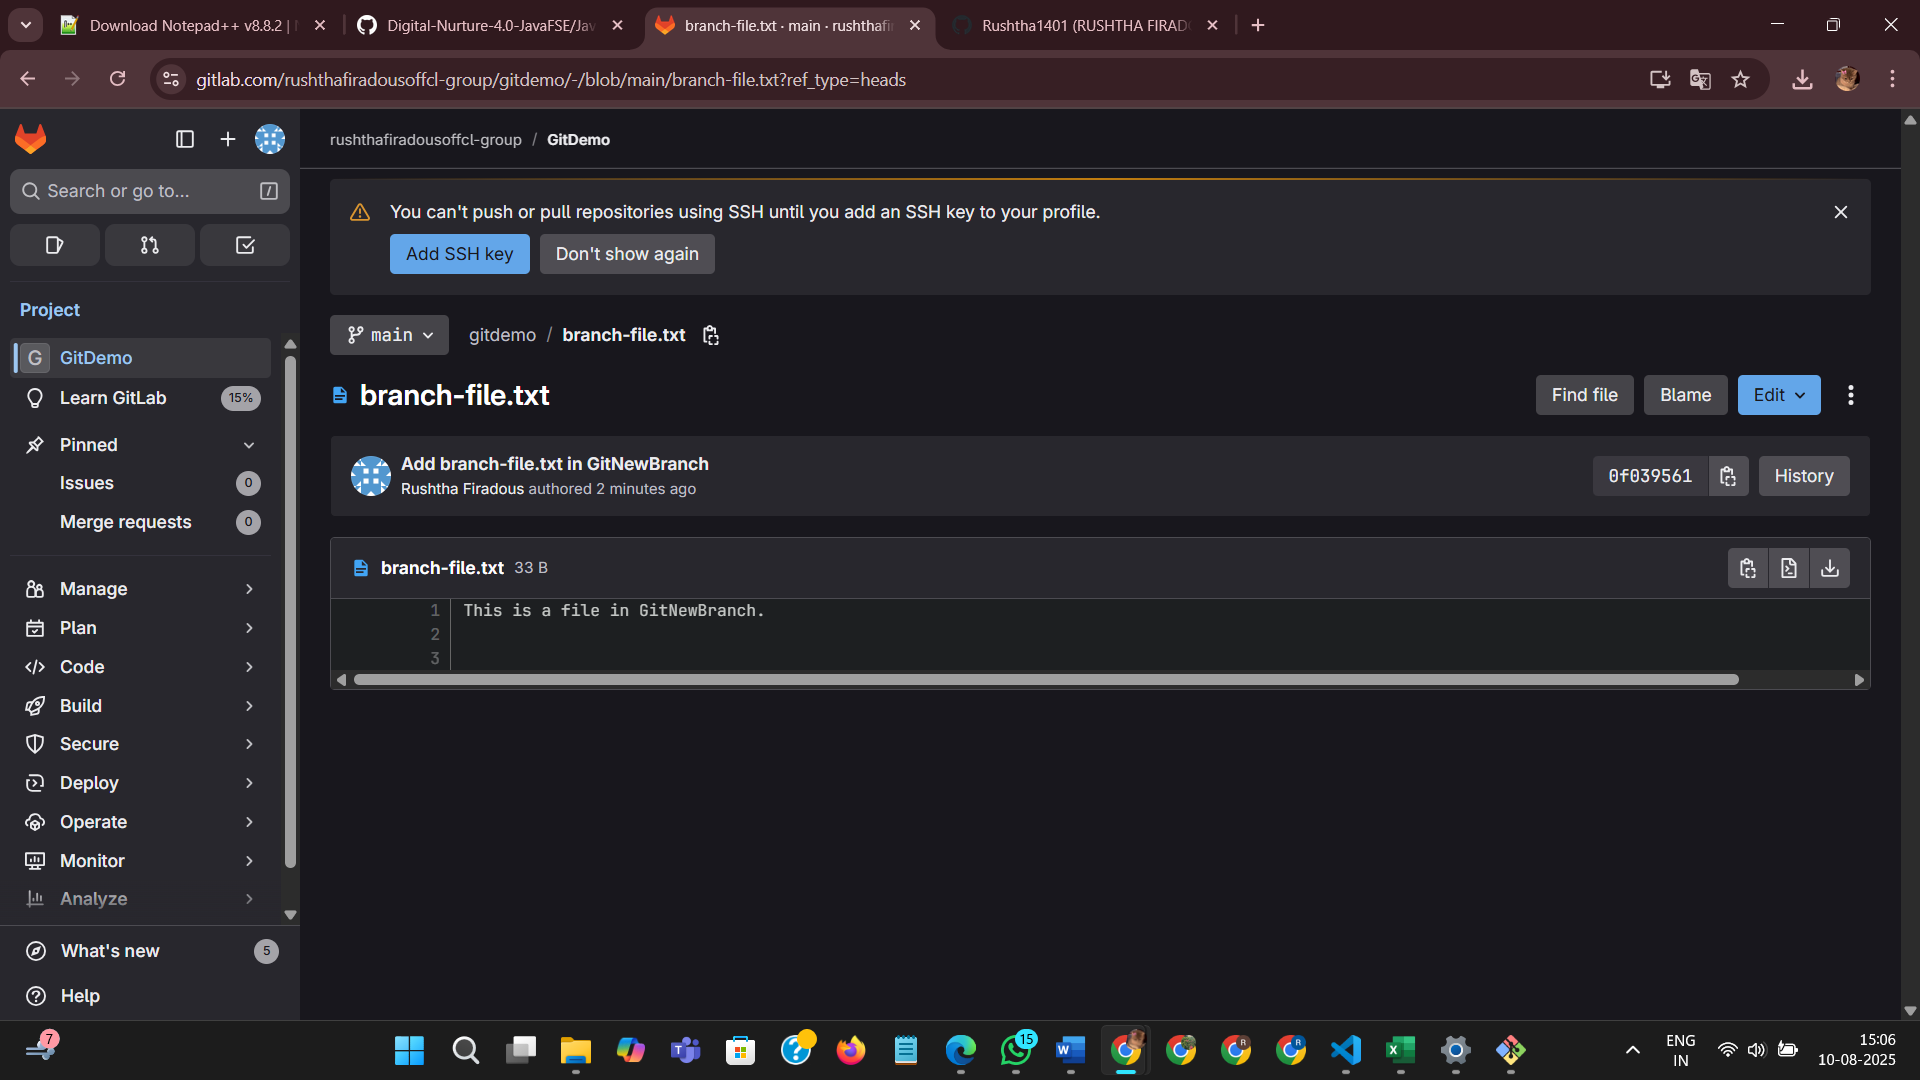 Download Notepad++ v8.8.2 |
Digital-Nurture-4.0-JavaFSE/Jav
branch-file.txt · main · rushthafi
Rushtha1401 (RUSHTHA FIRAD
gitlab.com/rushthafiradousoffcl-group/gitdemo/-/blob/main/branch-file.txt?ref_type=heads
rushthafiradousoffcl-group / GitDemo
Search or go to... /
You can't push or pull repositories using SSH until you add an SSH key to your profile.
Add SSH key Don't show again
Project
G GitDemo
Learn GitLab 15%
Pinned
Issues 0
Merge requests 0
Manage
Plan
Code
Build
Secure
Deploy
Operate
Monitor
Analyze
What's new 5
Help
main gitdemo / branch-file.txt
branch-file.txt
Find file Blame Edit
Add branch-file.txt in GitNewBranch
Rushtha Firadous authored 2 minutes ago
0f039561 History
branch-file.txt 33 B
1 This is a file in GitNewBranch.
2
3
7
15
ENG
IN
15:06
10-08-2025